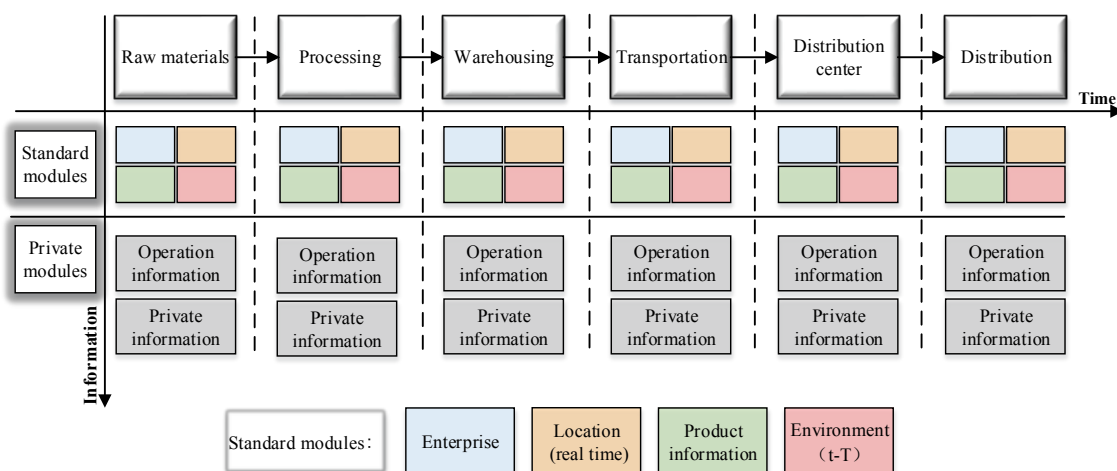 Raw materials
Processing
Warehousing
Transportation
Distribution
center
Distribution
Time
Standard
modules
Private
modules
Operation
information
Operation
information
Operation
information
Operation
information
Operation
information
Operation
information
Private
information
Private
information
Private
information
Private
information
Private
information
Private
information
Information
Standard modules：
Enterprise
Location
(real time)
Product
information
Environment
（t-T）